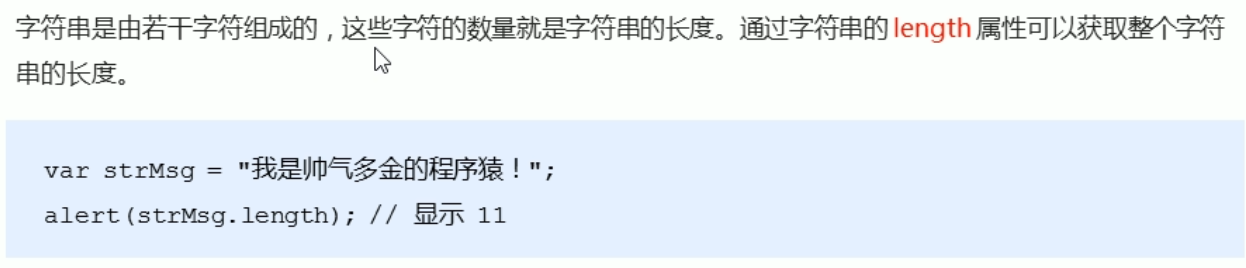 字符串是由若干字符组成的，这些字符的数量就是字符串的长度。通过字符串的 length 属性可以获取整个字符
串的长度。
var strMsg = "我是帅气多金的程序猿！";
alert(strMsg.length); // 显示 11